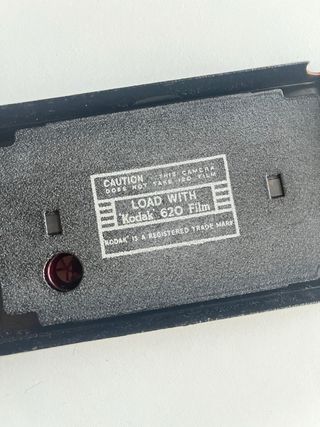 CAUTION: THIS CAMERA
DOES NOT TAKE 120 FILM
LOAD WITH
"Kodak" 620 Film
"KODAK" IS A REGISTERED TRADE MARK